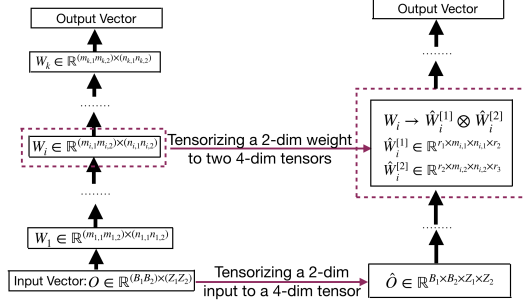 Output Vector
W_k ∈ ℝ^{(m_{k,1}m_{k,2})×(n_{k,1}n_{k,2})}
........
W_i ∈ ℝ^{(m_{i,1}m_{i,2})×(n_{i,1}n_{i,2})}
........
W_1 ∈ ℝ^{(m_{1,1}m_{1,2})×(n_{1,1}n_{1,2})}
Input Vector: O ∈ ℝ^{(B_1B_2)×(Z_1Z_2)}
Tensorizing a 2-dim weight
to two 4-dim tensors
Tensorizing a 2-dim
input to a 4-dim tensor
Output Vector
........
W_i → Ŵ_i^{[1]} ⊗ Ŵ_i^{[2]}
Ŵ_i^{[1]} ∈ ℝ^{r_1×m_{i,1}×n_{i,1}×r_2}
Ŵ_i^{[2]} ∈ ℝ^{r_2×m_{i,2}×n_{i,2}×r_3}
........
Ô ∈ ℝ^{B_1×B_2×Z_1×Z_2}